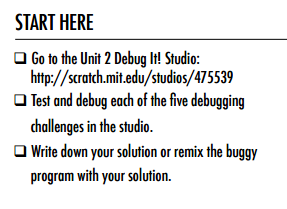 START HERE
❑ Go to the Unit 2 Debug It! Studio:
http://scratch.mit.edu/studios/475539
❑ Test and debug each of the five debugging
challenges in the studio.
❑ Write down your solution or remix the buggy
program with your solution.